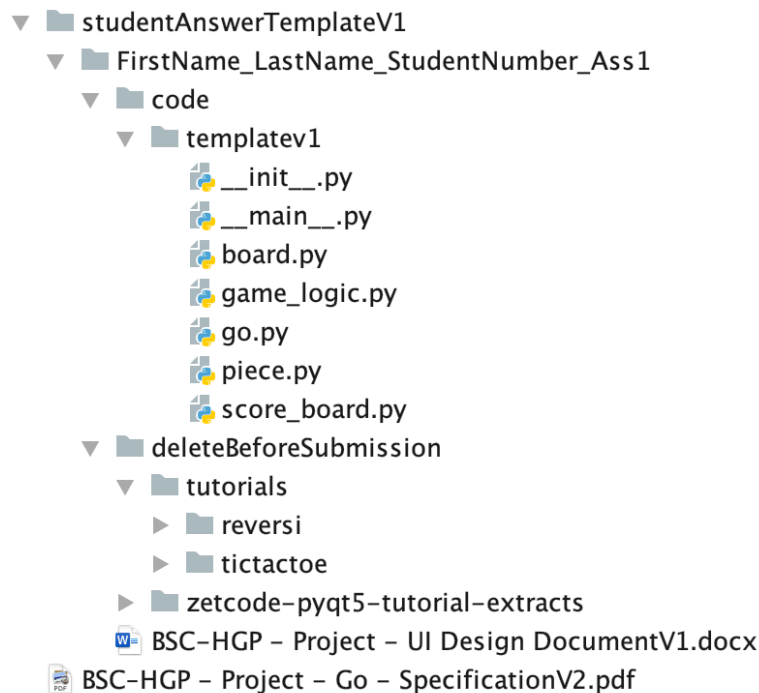 studentAnswerTemplateV1
FirstName_LastName_StudentNumber_Ass1
code
templatev1
__init__.py
__main__.py
board.py
game_logic.py
go.py
piece.py
score_board.py
deleteBeforeSubmission
tutorials
reversi
tictactoe
zetcode-pyqt5-tutorial-extracts
BSC-HGP – Project – UI Design DocumentV1.docx
BSC-HGP – Project – Go – SpecificationV2.pdf